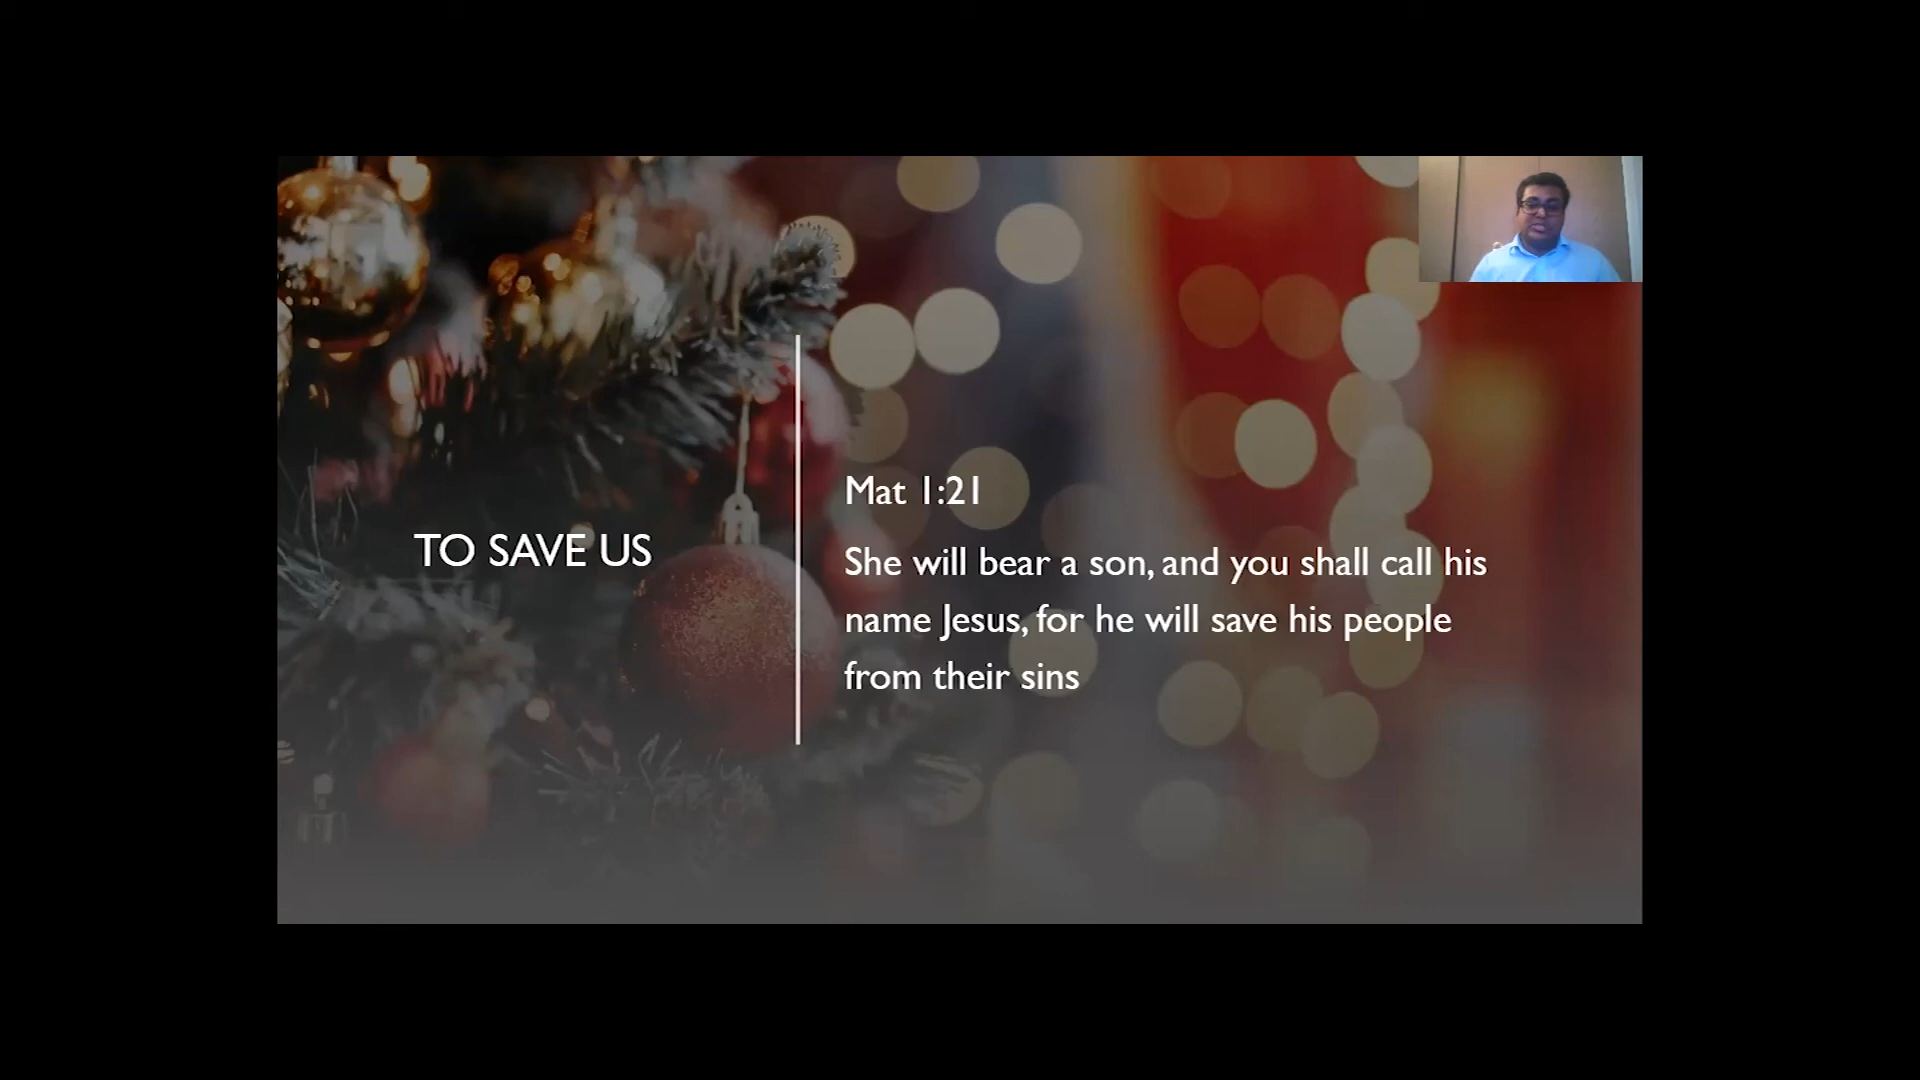 TO SAVE US
Mat 1:21
She will bear a son, and you shall call his
name Jesus, for he will save his people
from their sins